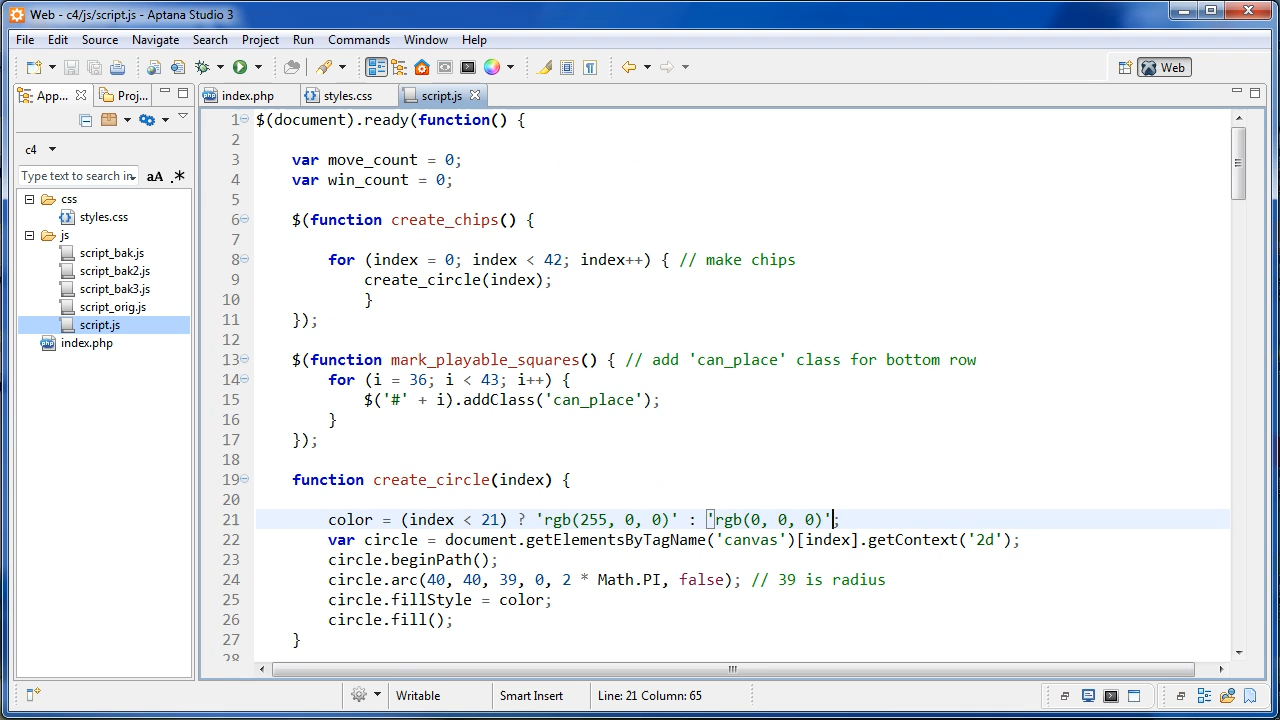 Web - c4/js/script.js - Aptana Studio 3
File Edit Source Navigate Search Project Run Commands Window Help
Web
App... Proj... index.php styles.css script.js
c4
Type text to search in aA .*
css
styles.css
js
script_bak.js
script_bak2.js
script_bak3.js
script_orig.js
script.js
index.php
1 $(document).ready(function() {
2
3 var move_count = 0;
4 var win_count = 0;
5
6 $(function create_chips() {
7
8 for (index = 0; index < 42; index++) { // make chips
9 create_circle(index);
10 }
11 });
12
13 $(function mark_playable_squares() { // add 'can_place' class for bottom row
14 for (i = 36; i < 43; i++) {
15 $('#' + i).addClass('can_place');
16 }
17 });
18
19 function create_circle(index) {
20
21 color = (index < 21) ? 'rgb(255, 0, 0)' : 'rgb(0, 0, 0)';
22 var circle = document.getElementsByTagName('canvas')[index].getContext('2d');
23 circle.beginPath();
24 circle.arc(40, 40, 39, 0, 2 * Math.PI, false); // 39 is radius
25 circle.fillStyle = color;
26 circle.fill();
27 }
28
Writable Smart Insert Line: 21 Column: 65